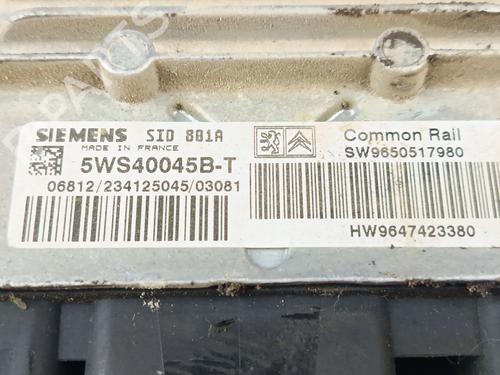 SIEMENS SID 801A
MADE IN FRANCE
5WS40045B-T
06812/234125045/03081
Common Rail
SW9650517980
HW9647423380